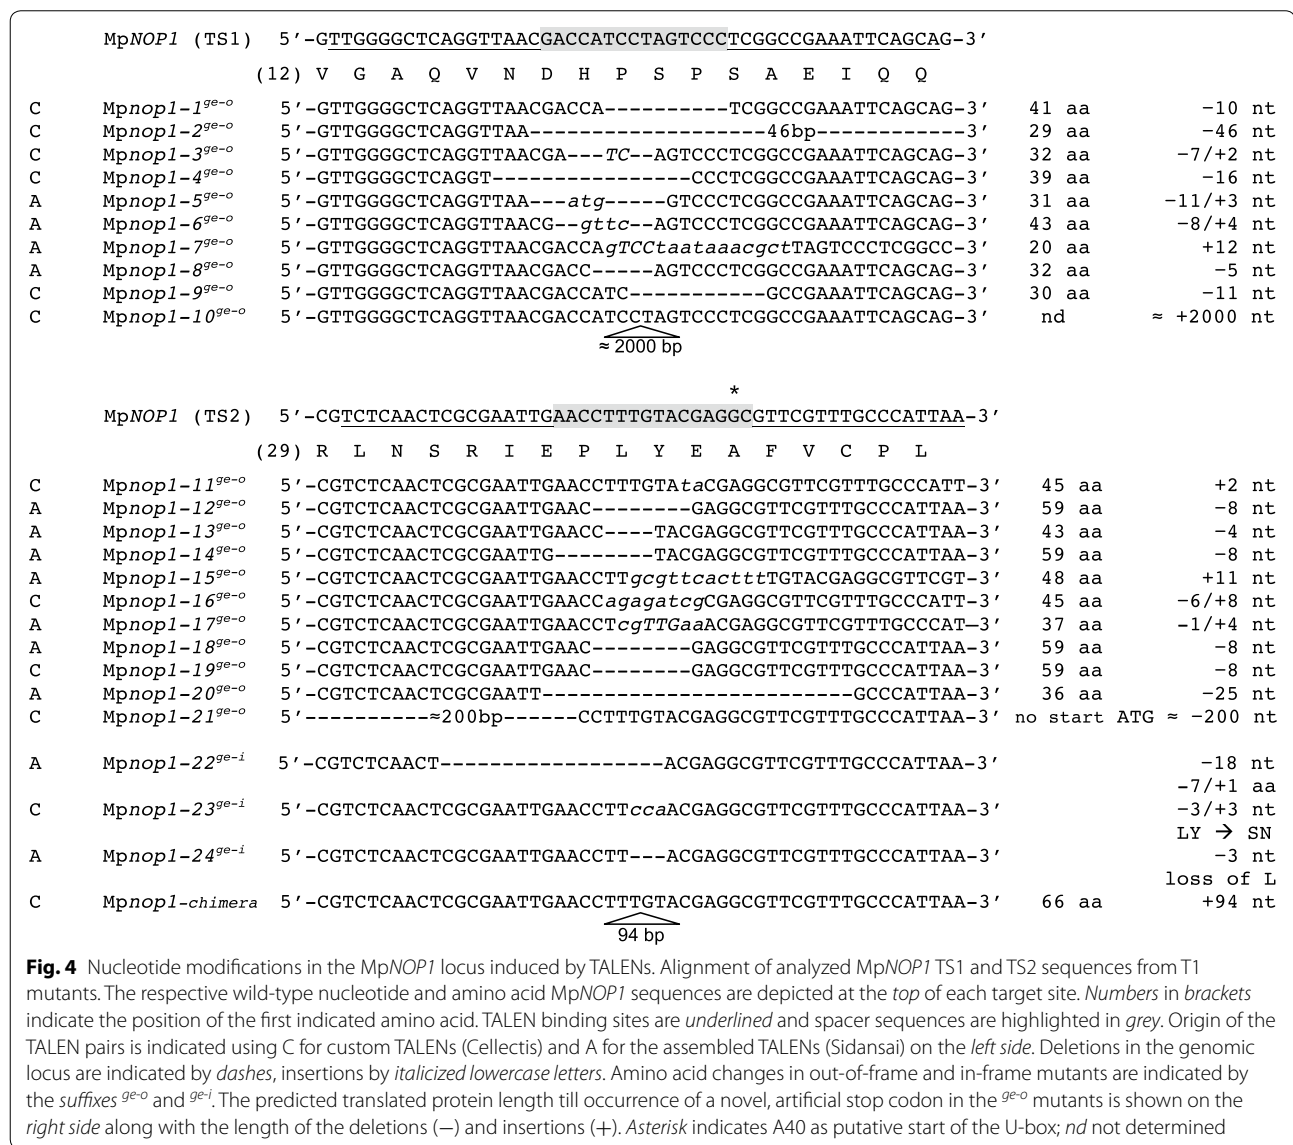 MpNOP1 (TS1) 5’-GTTGGGGCTCAGGTTAACGACCATCCTAGTCCCTCGGCCGAAATTCAGCAG-3’
(12) V G A Q V N D H P S P S A E I Q Q
C Mpnop1-1ge-o 5’-GTTGGGGCTCAGGTTAACGACCA----------TCGGCCGAAATTCAGCAG-3’ 41 aa −10 nt
C Mpnop1-2ge-o 5’-GTTGGGGCTCAGGTTAA-------------------46bp------------3’ 29 aa −46 nt
C Mpnop1-3ge-o 5’-GTTGGGGCTCAGGTTAACGA---TC--AGTCCCTCGGCCGAAATTCAGCAG-3’ 32 aa −7/+2 nt
C Mpnop1-4ge-o 5’-GTTGGGGCTCAGGT----------------CCCTCGGCCGAAATTCAGCAG-3’ 39 aa −16 nt
A Mpnop1-5ge-o 5’-GTTGGGGCTCAGGTTAA---atg-----GTCCCTCGGCCGAAATTCAGCAG-3’ 31 aa −11/+3 nt
A Mpnop1-6ge-o 5’-GTTGGGGCTCAGGTTAACG--gttc--AGTCCCTCGGCCGAAATTCAGCAG-3’ 43 aa −8/+4 nt
A Mpnop1-7ge-o 5’-GTTGGGGCTCAGGTTAACGACCAgTCCtaataaacgctTAGTCCCTCGGCC-3’ 20 aa +12 nt
A Mpnop1-8ge-o 5’-GTTGGGGCTCAGGTTAACGACC-----AGTCCCTCGGCCGAAATTCAGCAG-3’ 32 aa −5 nt
C Mpnop1-9ge-o 5’-GTTGGGGCTCAGGTTAACGACCATC-----------GCCGAAATTCAGCAG-3’ 30 aa −11 nt
C Mpnop1-10ge-o 5’-GTTGGGGCTCAGGTTAACGACCATCCTAGTCCCTCGGCCGAAATTCAGCAG-3’ nd ≈ +2000 nt
≈ 2000 bp
*
MpNOP1 (TS2) 5’-CGTCTCAACTCGCGAATTGAACCTTTGTACGAGGCGTTCGTTTGCCCATTAA-3’
(29) R L N S R I E P L Y E A F V C P L
C Mpnop1-11ge-o 5’-CGTCTCAACTCGCGAATTGAACCTTTGTAtaCGAGGCGTTCGTTTGCCCATT-3’ 45 aa +2 nt
A Mpnop1-12ge-o 5’-CGTCTCAACTCGCGAATTGAAC--------GAGGCGTTCGTTTGCCCATTAA-3’ 59 aa −8 nt
A Mpnop1-13ge-o 5’-CGTCTCAACTCGCGAATTGAACC----TACGAGGCGTTCGTTTGCCCATTAA-3’ 43 aa −4 nt
A Mpnop1-14ge-o 5’-CGTCTCAACTCGCGAATTG--------TACGAGGCGTTCGTTTGCCCATTAA-3’ 59 aa −8 nt
A Mpnop1-15ge-o 5’-CGTCTCAACTCGCGAATTGAACCTTgcgttcactttTGTACGAGGCGTTCGT-3’ 48 aa +11 nt
C Mpnop1-16ge-o 5’-CGTCTCAACTCGCGAATTGAACCagagatcgCGAGGCGTTCGTTTGCCCATT-3’ 45 aa −6/+8 nt
A Mpnop1-17ge-o 5’-CGTCTCAACTCGCGAATTGAACCTcgTTGaaACGAGGCGTTCGTTTGCCCAT–3’ 37 aa -1/+4 nt
A Mpnop1-18ge-o 5’-CGTCTCAACTCGCGAATTGAAC--------GAGGCGTTCGTTTGCCCATTAA-3’ 59 aa −8 nt
C Mpnop1-19ge-o 5’-CGTCTCAACTCGCGAATTGAAC--------GAGGCGTTCGTTTGCCCATTAA-3’ 59 aa −8 nt
A Mpnop1-20ge-o 5’-CGTCTCAACTCGCGAATT-------------------------GCCCATTAA-3’ 36 aa −25 nt
C Mpnop1-21ge-o 5’----------≈200bp------CCTTTGTACGAGGCGTTCGTTTGCCCATTAA-3’ no start ATG ≈ −200 nt
A Mpnop1-22ge-i 5’-CGTCTCAACT------------------ACGAGGCGTTCGTTTGCCCATTAA-3’ −18 nt
-7/+1 aa
C Mpnop1-23ge-i 5’-CGTCTCAACTCGCGAATTGAACCTTccaACGAGGCGTTCGTTTGCCCATTAA-3’ −3/+3 nt
LY → SN
A Mpnop1-24ge-i 5’-CGTCTCAACTCGCGAATTGAACCTT---ACGAGGCGTTCGTTTGCCCATTAA-3’ −3 nt
loss of L
C Mpnop1-chimera 5’-CGTCTCAACTCGCGAATTGAACCTTTGTACGAGGCGTTCGTTTGCCCATTAA-3’ 66 aa +94 nt
94 bp
Fig. 4 Nucleotide modifications in the MpNOP1 locus induced by TALENs. Alignment of analyzed MpNOP1 TS1 and TS2 sequences from T1
mutants. The respective wild-type nucleotide and amino acid MpNOP1 sequences are depicted at the top of each target site. Numbers in brackets
indicate the position of the first indicated amino acid. TALEN binding sites are underlined and spacer sequences are highlighted in grey. Origin of the
TALEN pairs is indicated using C for custom TALENs (Cellectis) and A for the assembled TALENs (Sidansai) on the left side. Deletions in the genomic
locus are indicated by dashes, insertions by italicized lowercase letters. Amino acid changes in out-of-frame and in-frame mutants are indicated by
the suffixes ge-o and ge-i. The predicted translated protein length till occurrence of a novel, artificial stop codon in the ge-o mutants is shown on the
right side along with the length of the deletions (−) and insertions (+). Asterisk indicates A40 as putative start of the U-box; nd not determined